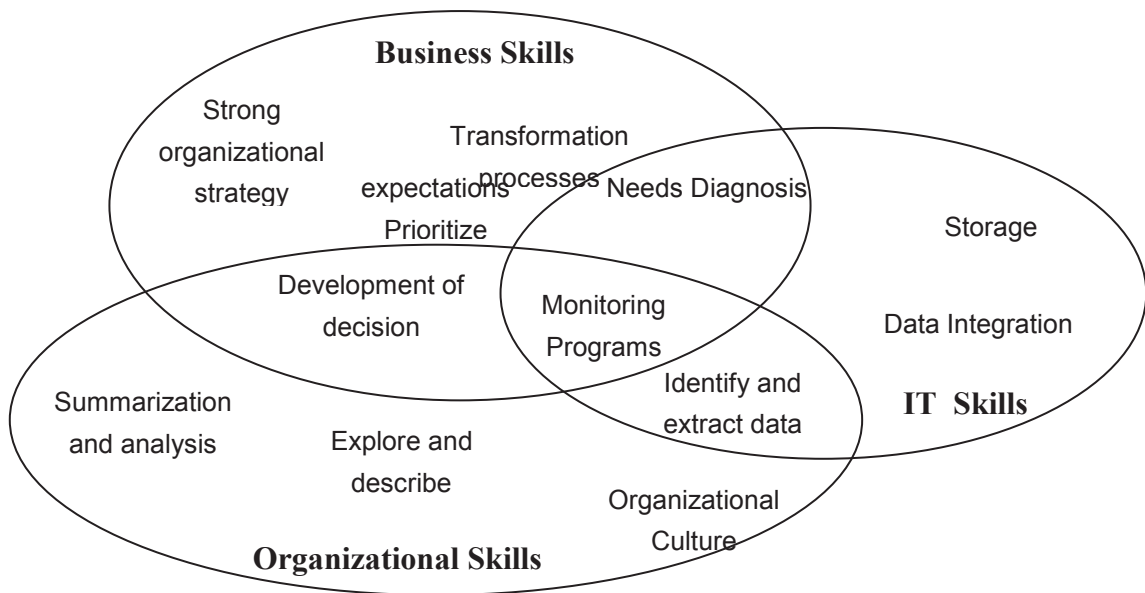 Business Skills
Strong
organizational
strategy
Transformation
processes
expectations
Prioritize
Needs Diagnosis
Storage
Development of
decision
Monitoring
Programs
Data Integration
Identify and
extract data
IT Skills
Summarization
and analysis
Explore and
describe
Organizational
Culture
Organizational Skills